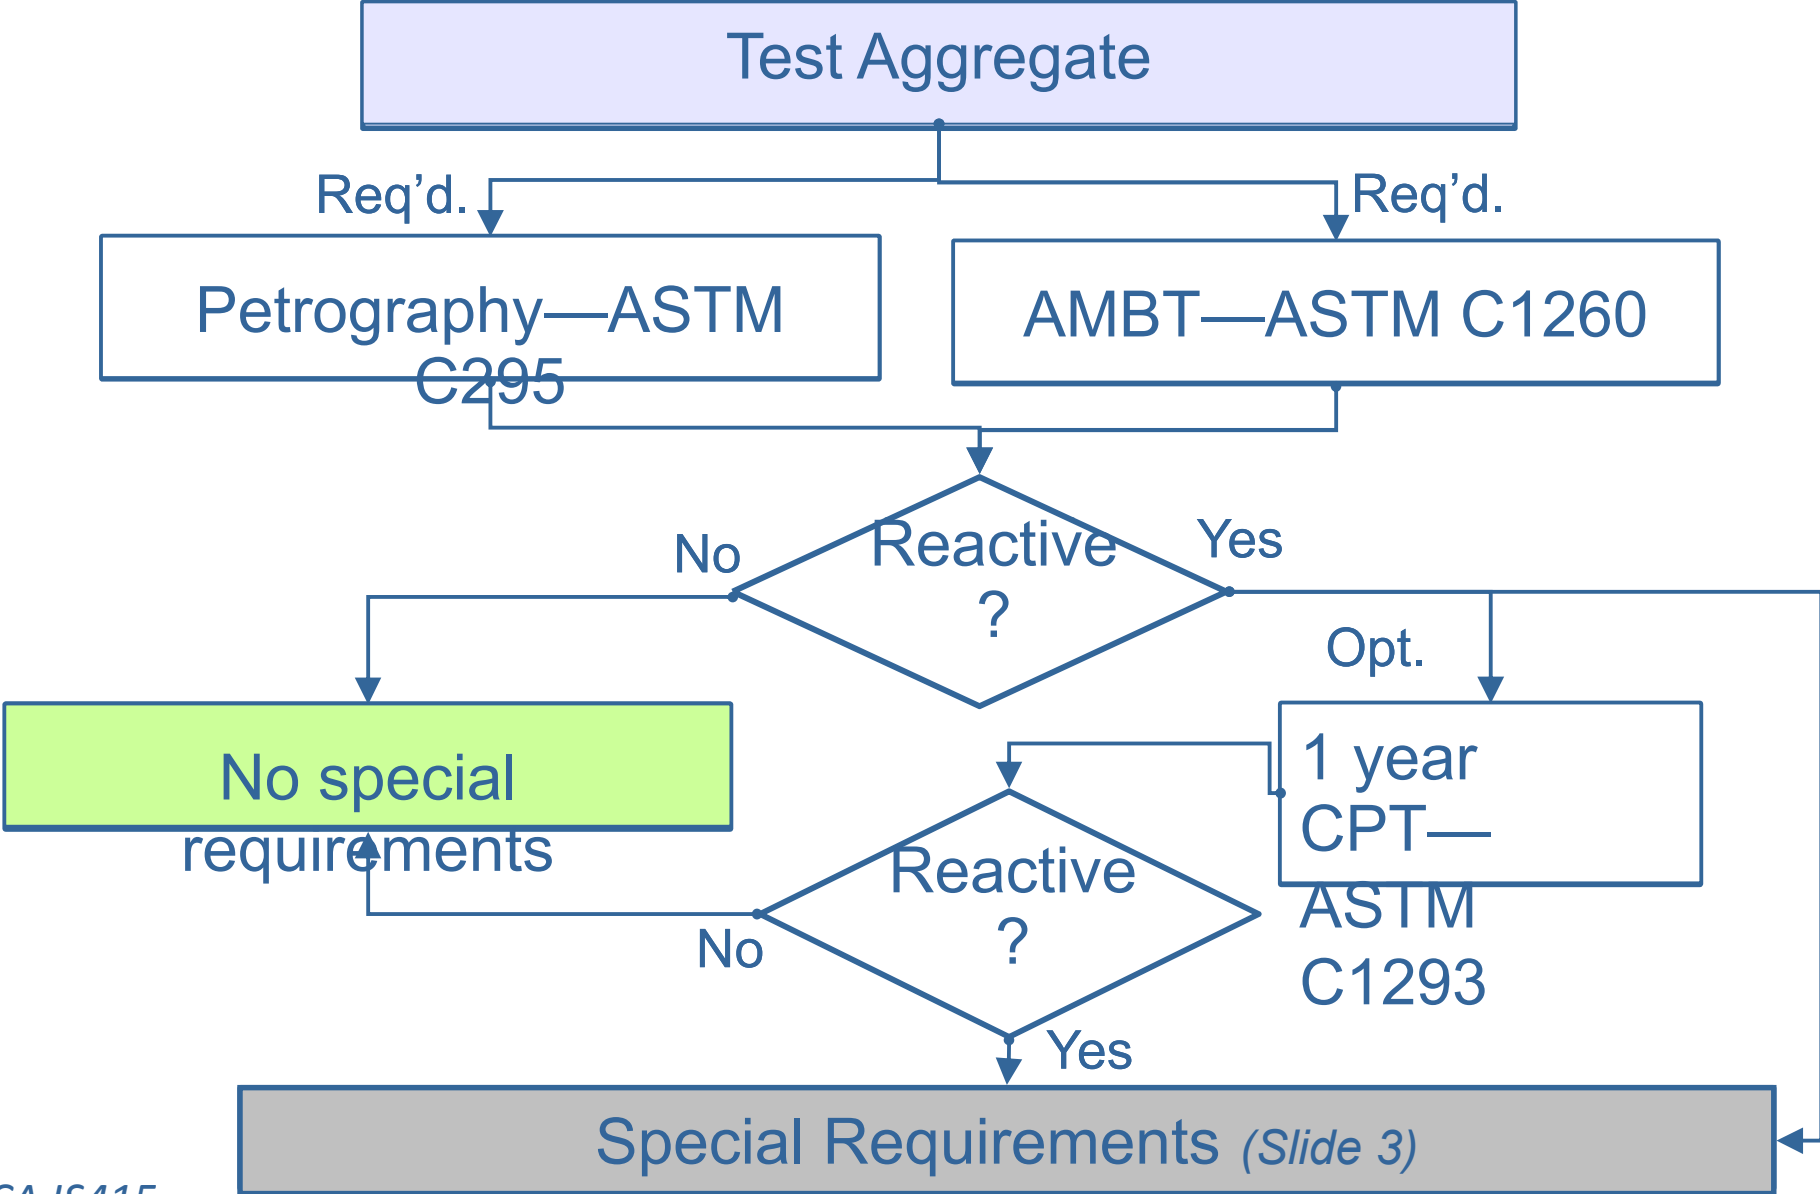 Test Aggregate
Req’d.
Req’d.
Petrography—ASTM
C295
AMBT—ASTM C1260
Reactive
?
No
Yes
Opt.
No special
requirements
1 year
CPT—
ASTM
C1293
Reactive
?
No
Yes
Special Requirements (Slide 3)